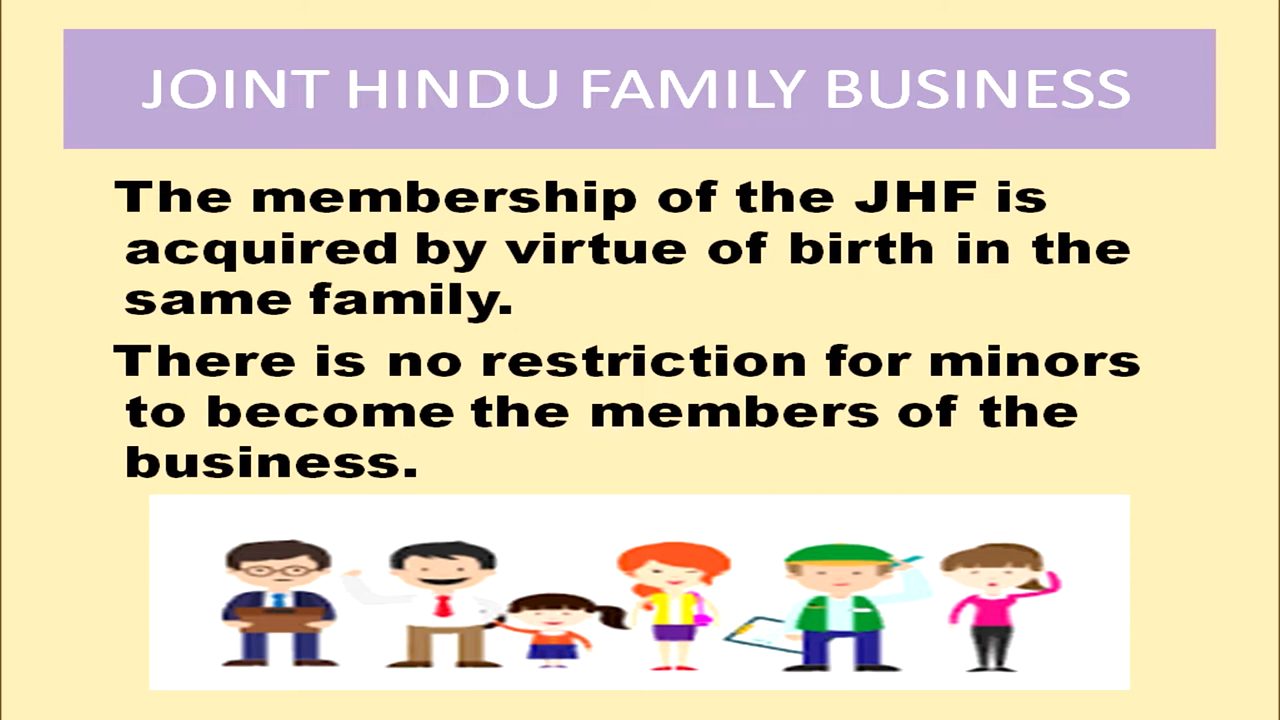 JOINT HINDU FAMILY BUSINESS
The membership of the JHF is
acquired by virtue of birth in the
same family.
There is no restriction for minors
to become the members of the
business.